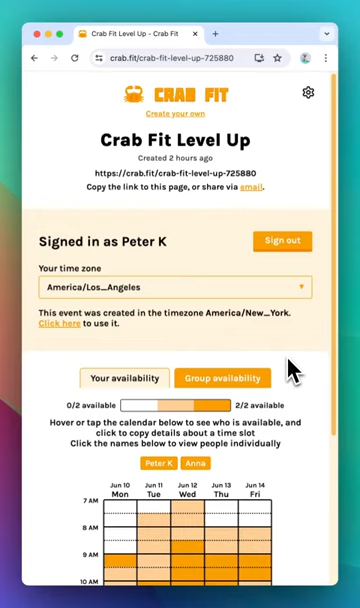 Crab Fit Level Up - Crab Fit
crab.fit/crab-fit-level-up-725880
CRAB FIT
Create your own
Crab Fit Level Up
Created 2 hours ago
https://crab.fit/crab-fit-level-up-725880
Copy the link to this page, or share via email.
Signed in as Peter K
Sign out
Your time zone
America/Los_Angeles
This event was created in the timezone America/New_York.
Click here to use it.
Your availability
Group availability
0/2 available
2/2 available
Hover or tap the calendar below to see who is available, and
click to copy details about a time slot
Click the names below to view people individually
Peter K
Anna
Jun 10 Jun 11 Jun 12 Jun 13 Jun 14
Mon Tue Wed Thu Fri
7 AM
8 AM
9 AM
10 AM